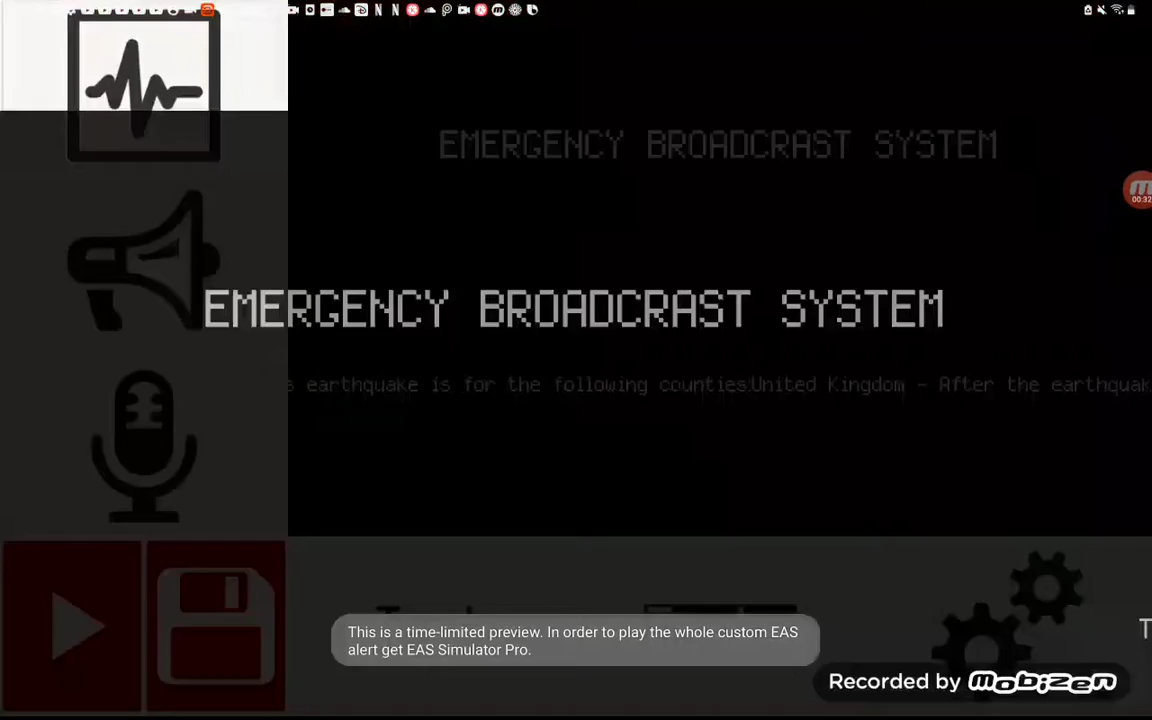 EMERGENCY BROADCRAST SYSTEM
00:32
EMERGENCY BROADCRAST SYSTEM
s earthquake is for the following counties:United Kingdom - After the earthquak
This is a time-limited preview. In order to play the whole custom EAS
alert get EAS Simulator Pro.
Recorded by mobizen